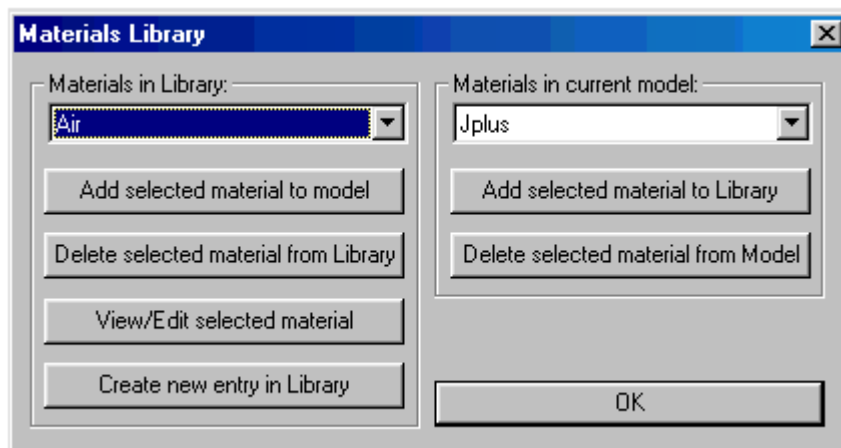 Materials Library
Materials in Library:
Air
Add selected material to model
Delete selected material from Library
View/Edit selected material
Create new entry in Library
Materials in current model:
Jplus
Add selected material to Library
Delete selected material from Model
OK